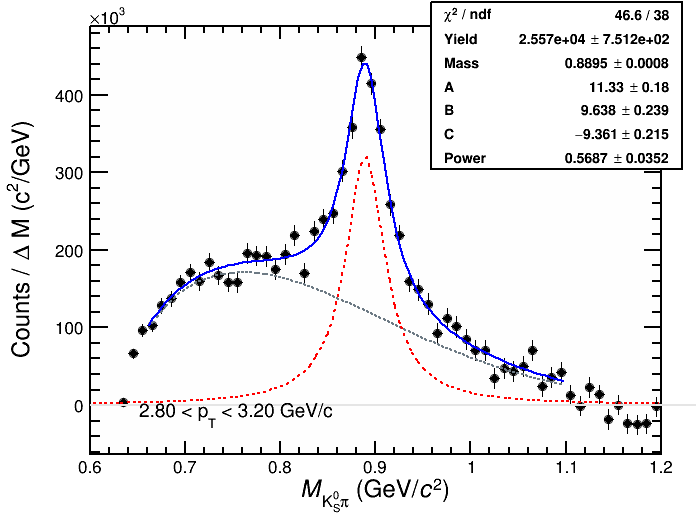 ×10³
χ² / ndf 46.6 / 38
Yield 2.557e+04 ± 7.512e+02
Mass 0.8895 ± 0.0008
A 11.33 ± 0.18
B 9.638 ± 0.239
C −9.361 ± 0.215
Power 0.5687 ± 0.0352
Counts / Δ M (c²/GeV)
400
300
200
100
0
2.80 < p_T < 3.20 GeV/c
0.6 0.7 0.8 0.9 1 1.1 1.2
M_{K⁰_S π} (GeV/c²)